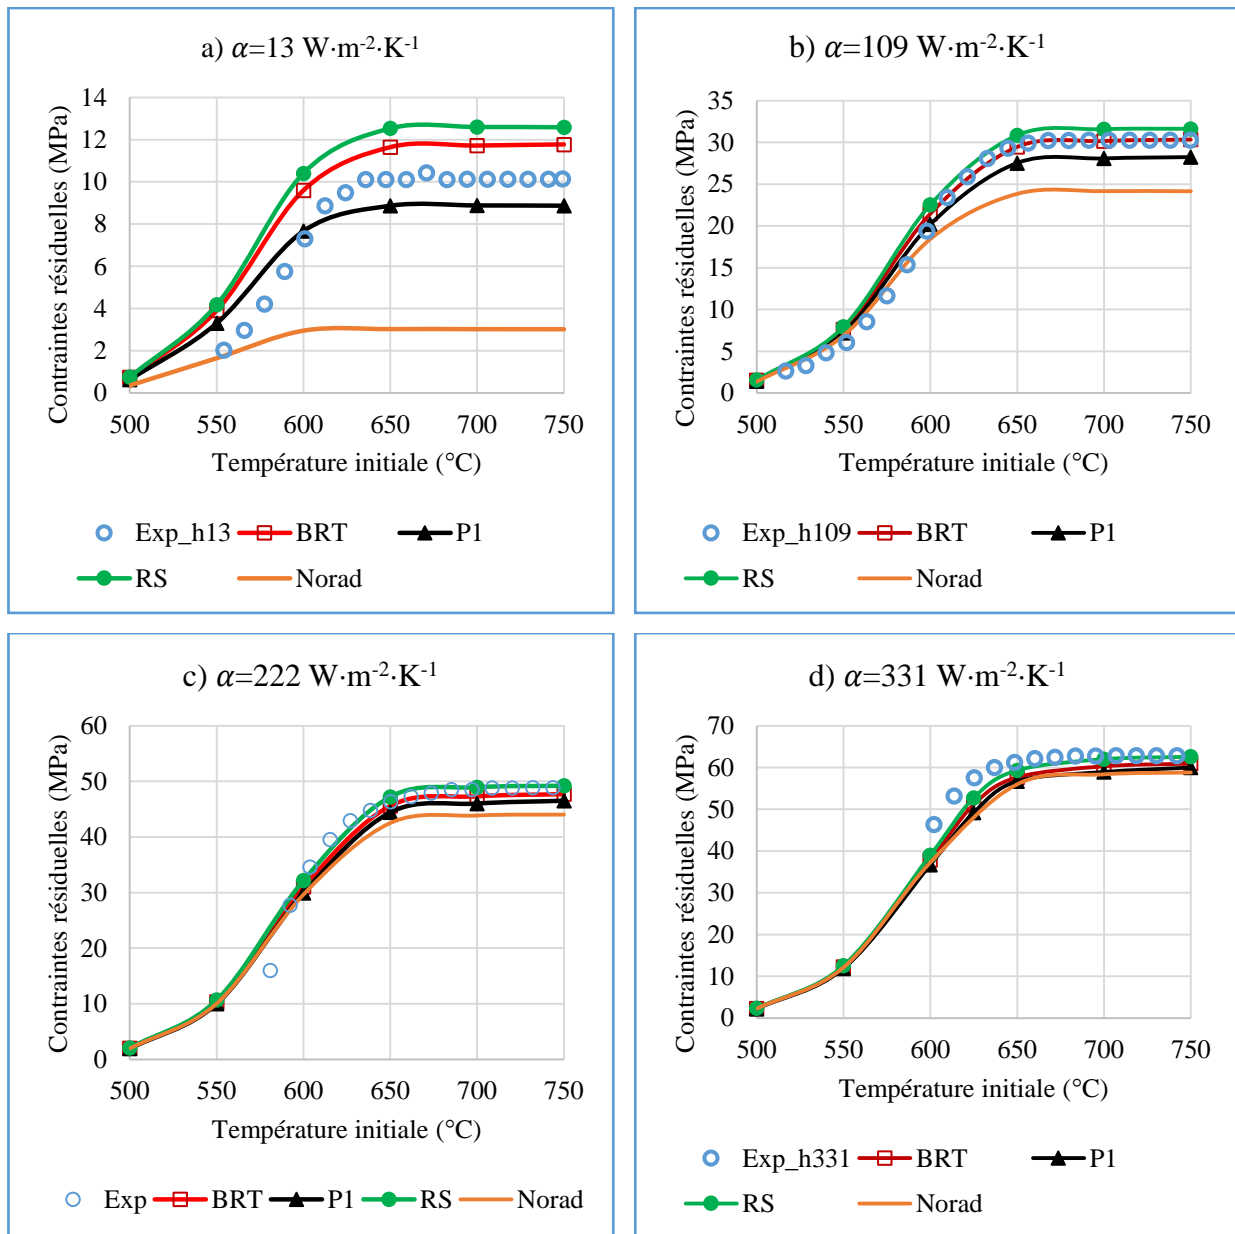 a) α=13 W·m⁻²·K⁻¹
Contraintes résiduelles (MPa)
14
12
10
8
6
4
2
0
500 550 600 650 700 750
Température initiale (°C)
Exp_h13 BRT P1
RS Norad
b) α=109 W·m⁻²·K⁻¹
Contraintes résiduelles (MPa)
35
30
25
20
15
10
5
0
500 550 600 650 700 750
Température initiale (°C)
Exp_h109 BRT P1
RS Norad
c) α=222 W·m⁻²·K⁻¹
Contraintes résiduelles (MPa)
60
50
40
30
20
10
0
500 550 600 650 700 750
Température initiale (°C)
Exp BRT P1 RS Norad
d) α=331 W·m⁻²·K⁻¹
Contraintes résiduelles (MPa)
70
60
50
40
30
20
10
0
500 550 600 650 700 750
Température initiale (°C)
Exp_h331 BRT P1
RS Norad